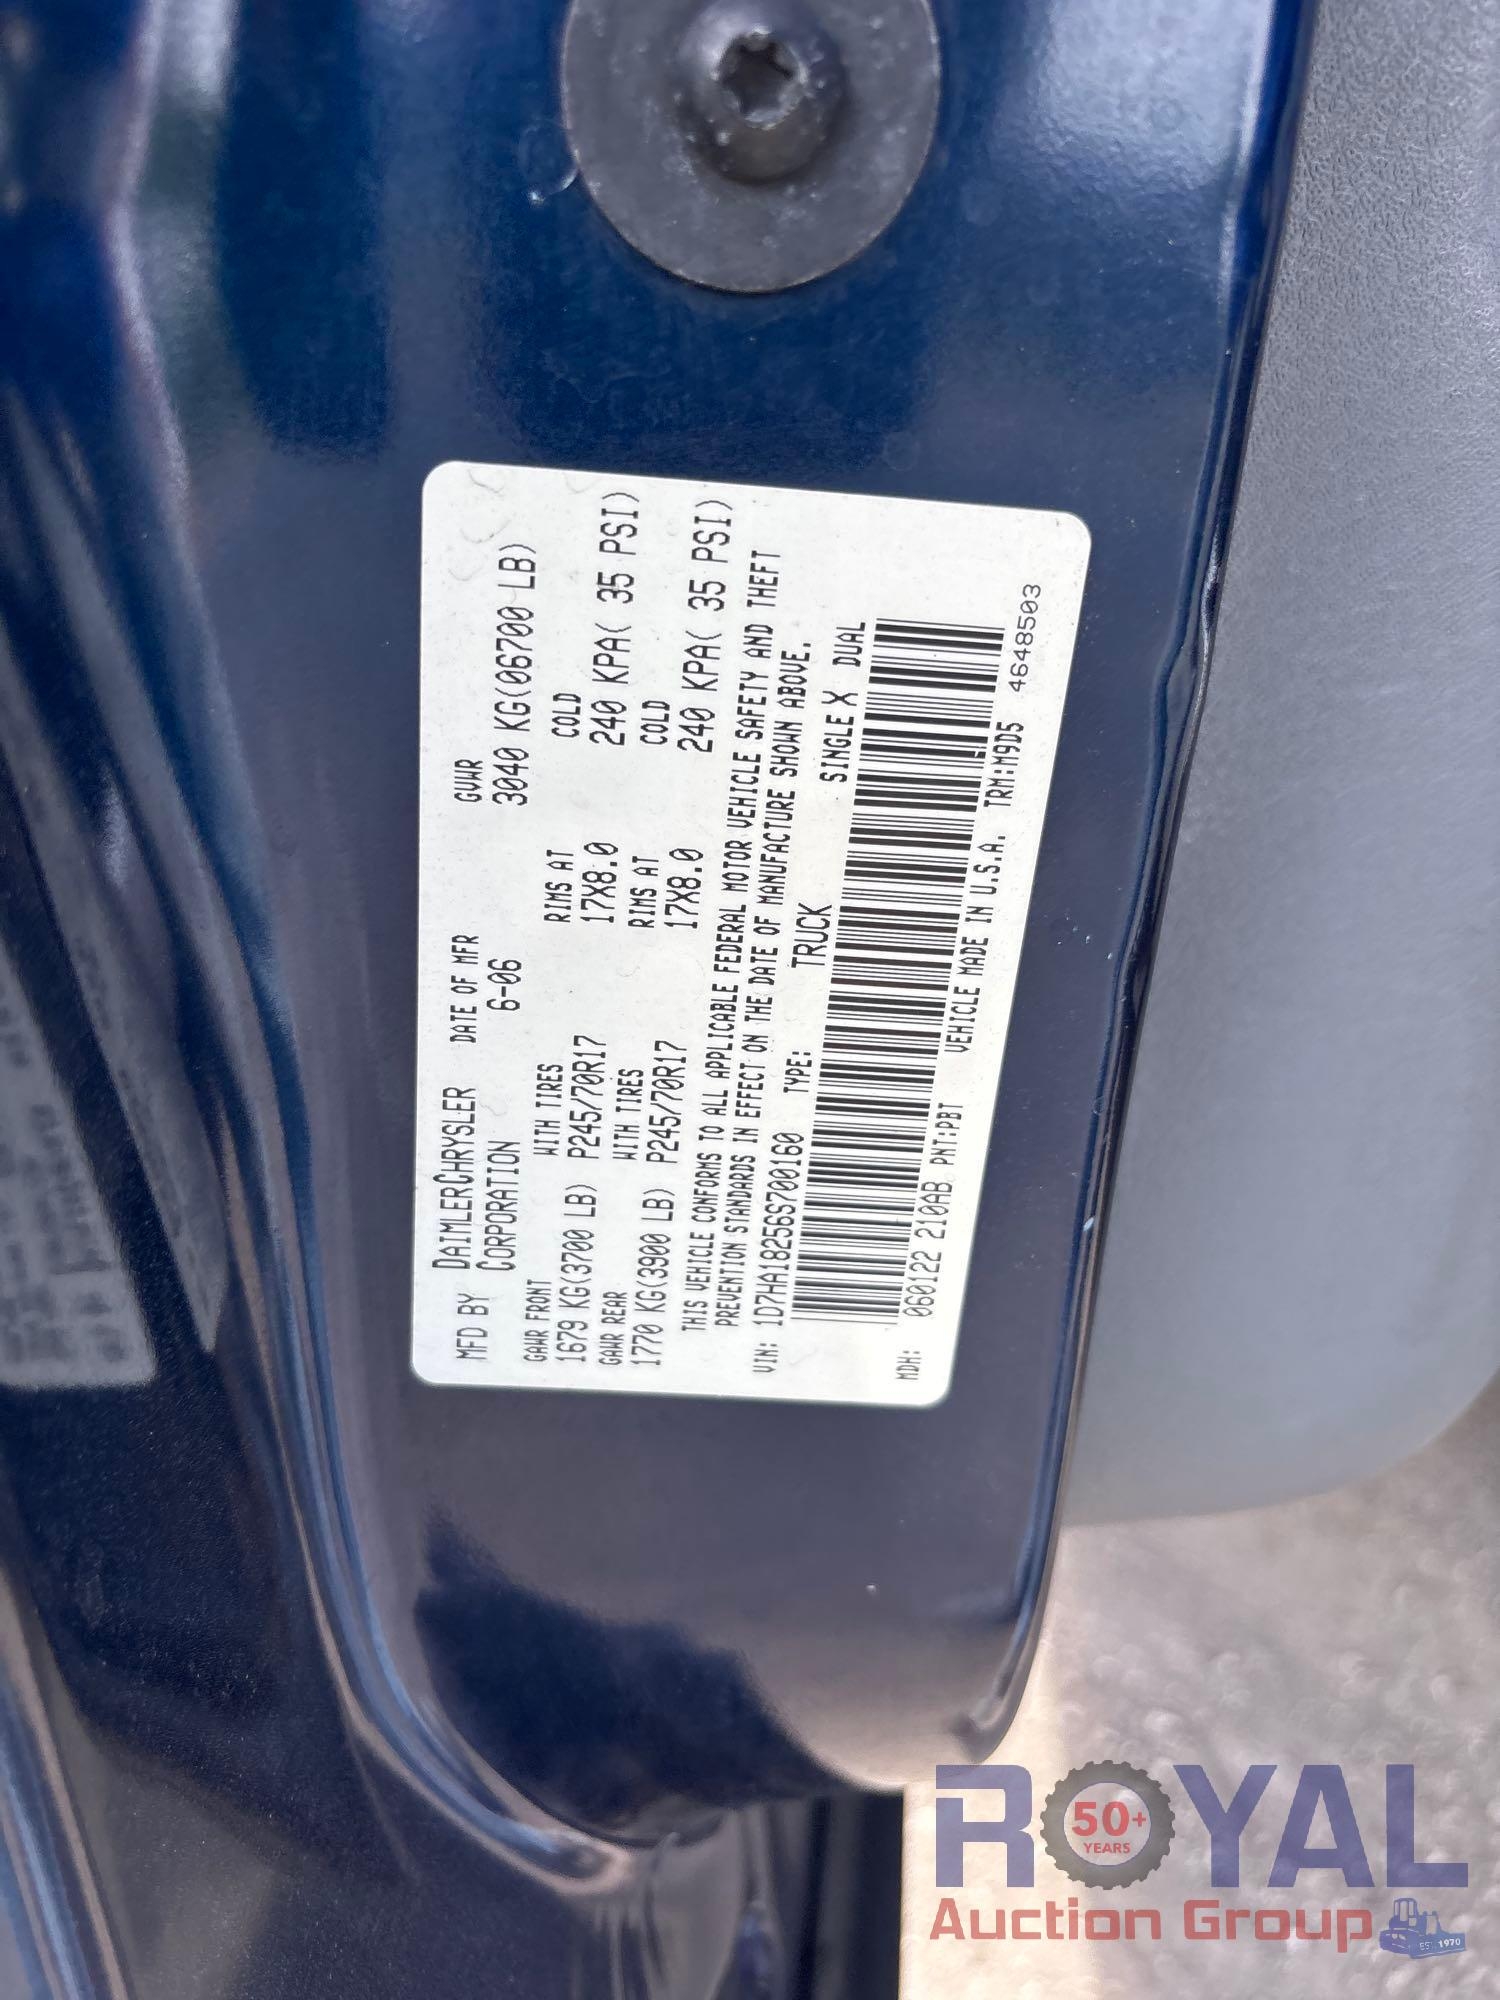 MFD BY DAIMLERCHRYSLER CORPORATION DATE OF MFR 6-06 GVWR 3040 KG(06700 LB)
GAWR FRONT WITH TIRES RIMS AT COLD
1679 KG(3700 LB) P245/70R17 17X8.0 240 KPA( 35 PSI)
GAWR REAR WITH TIRES RIMS AT COLD
1770 KG(3900 LB) P245/70R17 17X8.0 240 KPA( 35 PSI)
THIS VEHICLE CONFORMS TO ALL APPLICABLE FEDERAL MOTOR VEHICLE SAFETY AND THEFT
PREVENTION STANDARDS IN EFFECT ON THE DATE OF MANUFACTURE SHOWN ABOVE.
VIN: 1D7HA18256S700160 TYPE: TRUCK SINGLE X DUAL
MDH: 060122 210AB PNT:PBT VEHICLE MADE IN U.S.A. TRM:M9D5 4648503
ROYAL
50+
YEARS
Auction Group
EST. 1970